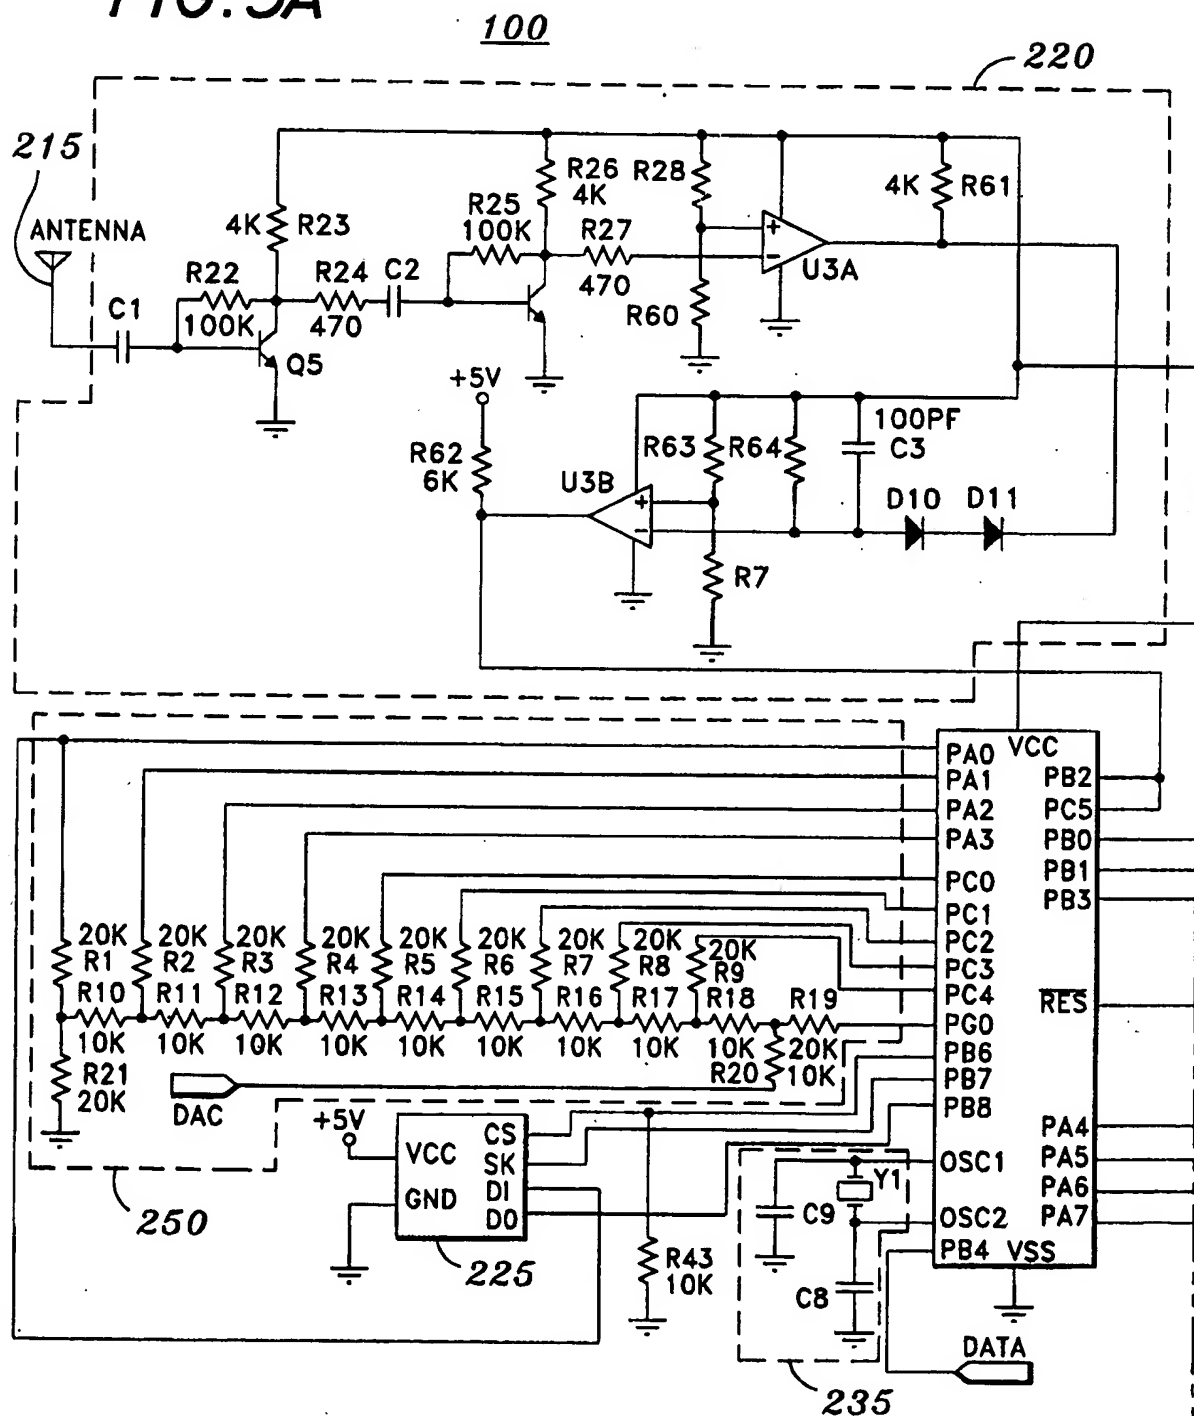 FIG. 5A
100
220
215
ANTENNA
C1
R22
100K
4K R23
R24
470
C2
Q5
R25
100K
R26
4K
R27
470
R28
R60
U3A
4K R61
+5V
R62
6K
U3B
R63
R64
100PF
C3
D10 D11
R7
VCC
PA0
PA1
PA2
PA3
PC0
PC1
PC2
PC3
PC4
PG0
PB6
PB7
PB8
OSC1
OSC2
PB4
VSS
PB2
PC5
PB0
PB1
PB3
RES
PA4
PA5
PA6
PA7
20K 20K 20K 20K 20K 20K 20K 20K 20K
R1 R2 R3 R4 R5 R6 R7 R8 R9
R10 R11 R12 R13 R14 R15 R16 R17 R18 R19
10K 10K 10K 10K 10K 10K 10K 10K 10K 20K
R21
20K
R20 10K
DAC
+5V
VCC
GND
CS
SK
DI
DO
250
225
R43
10K
C9
Y1
C8
235
DATA